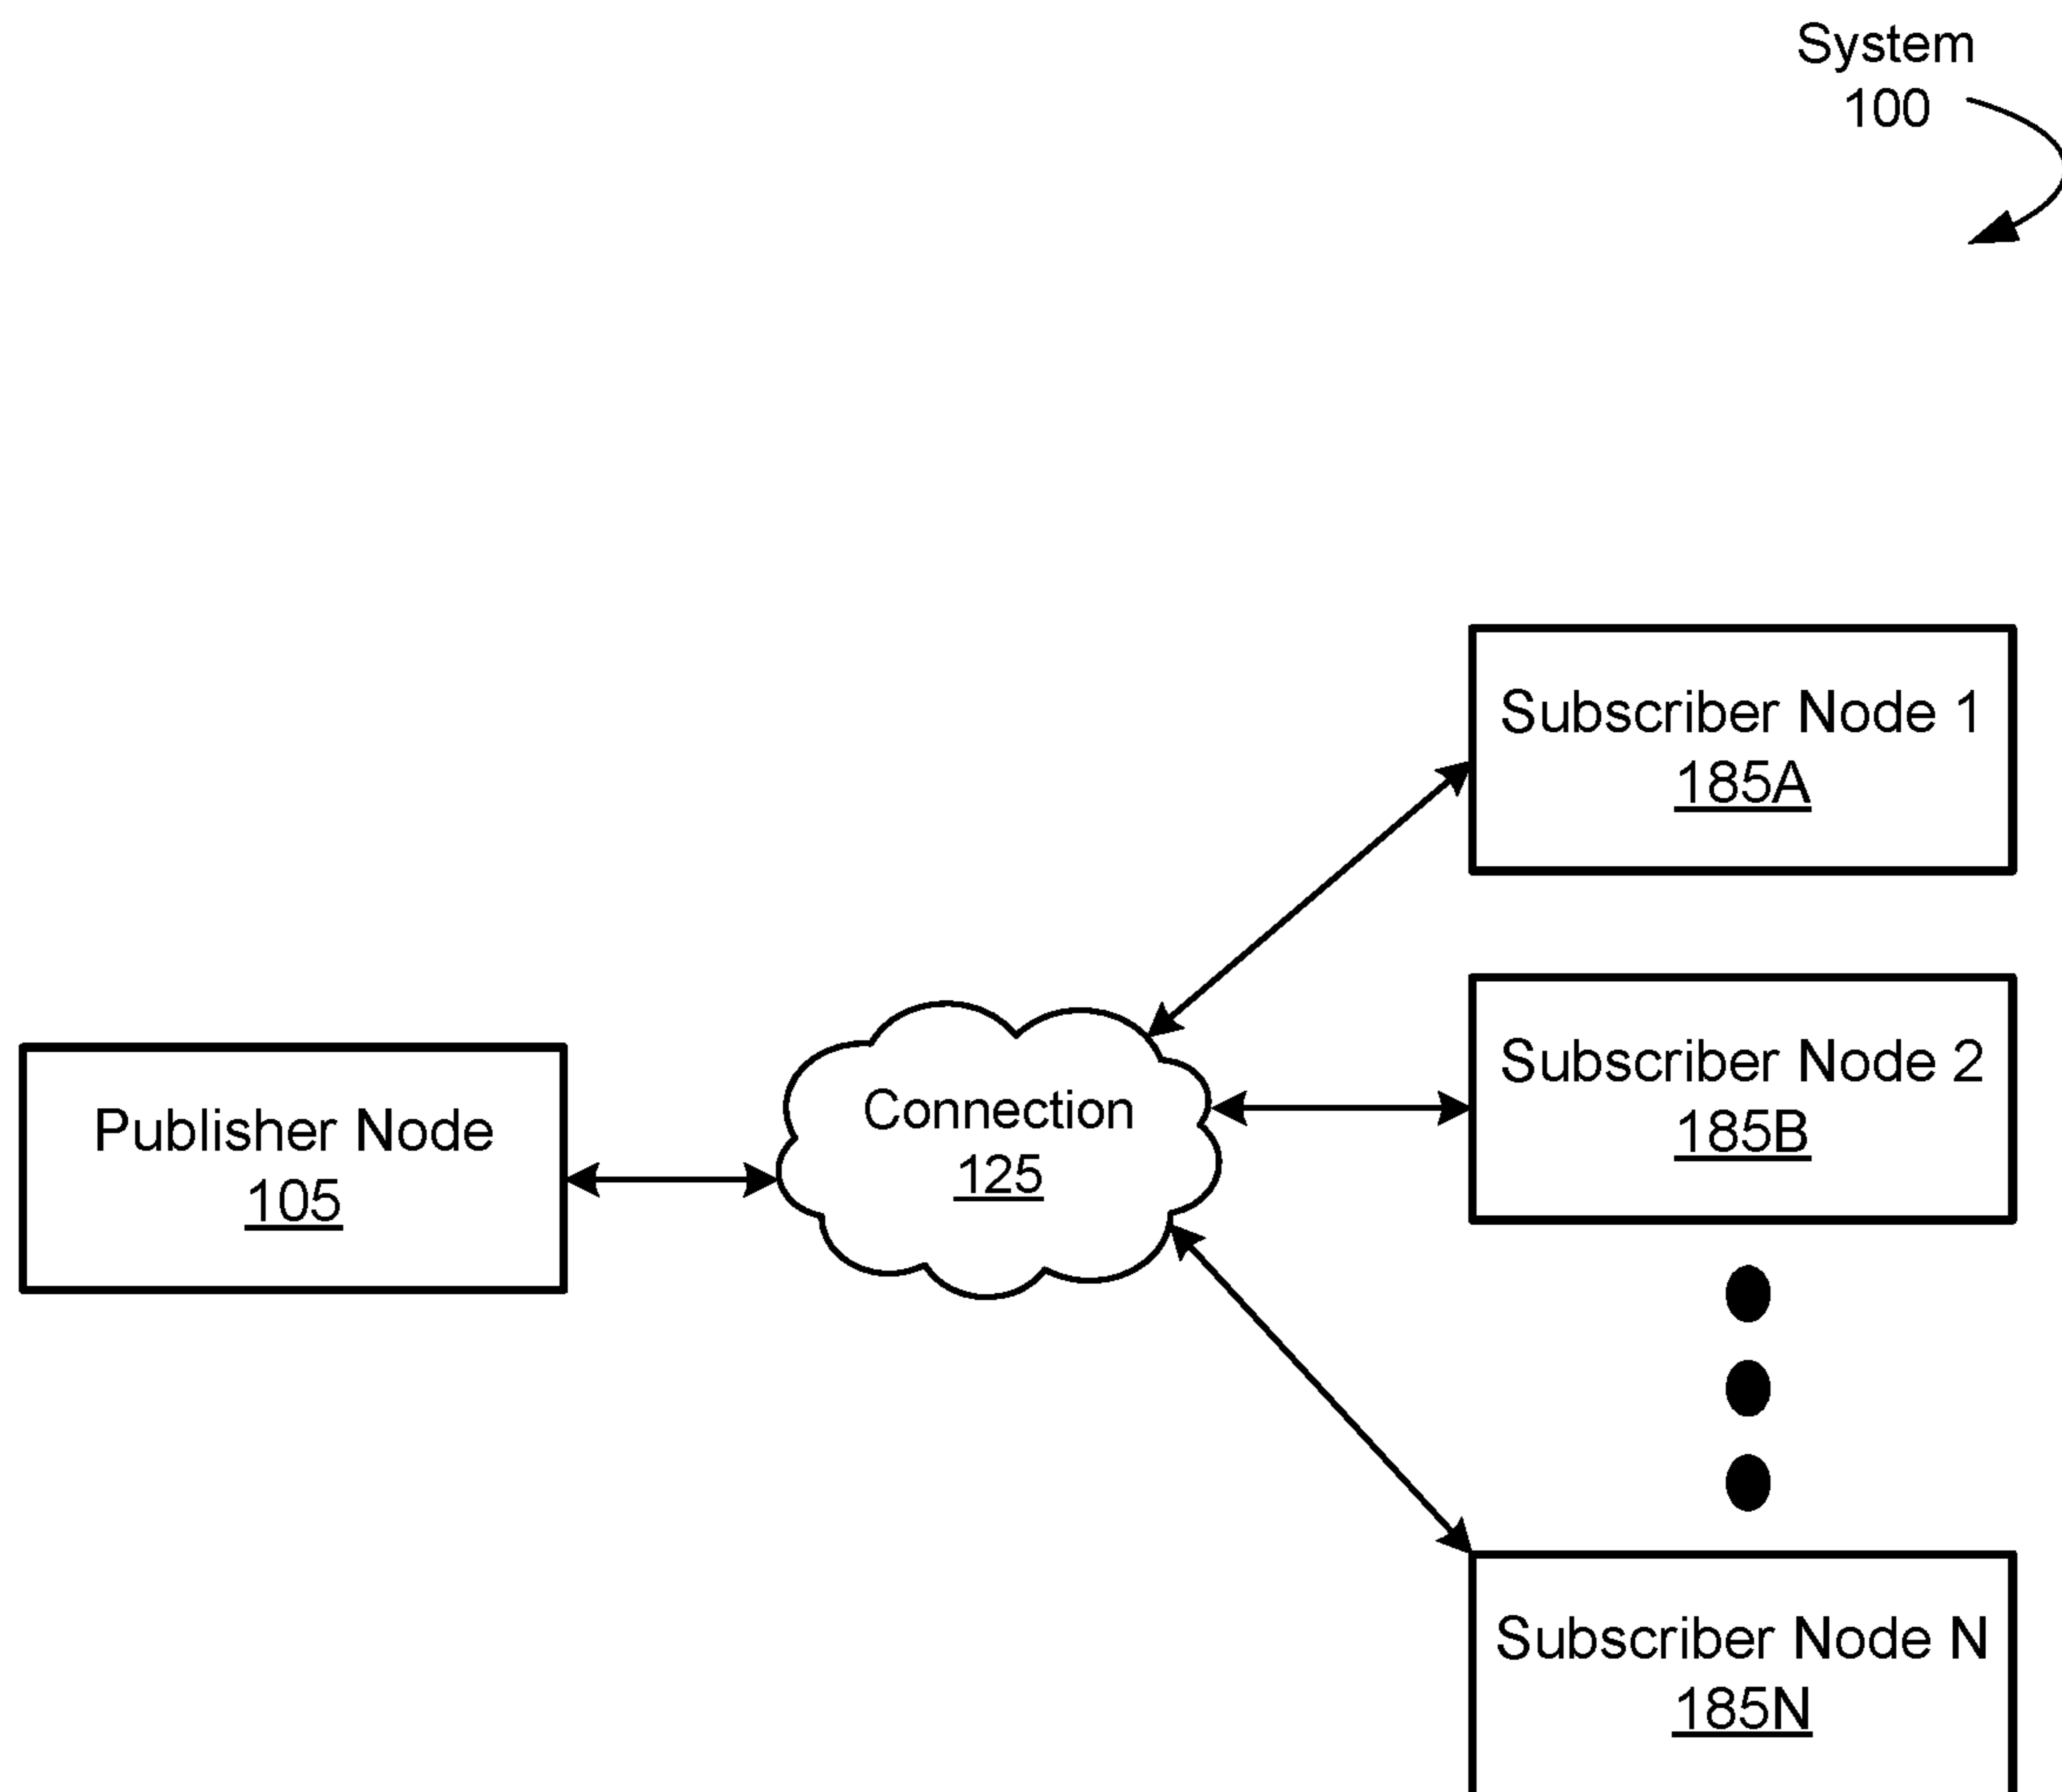 System
100
Subscriber Node 1
185A
Subscriber Node 2
185B
Connection
125
Publisher Node
105
Subscriber Node N
185N